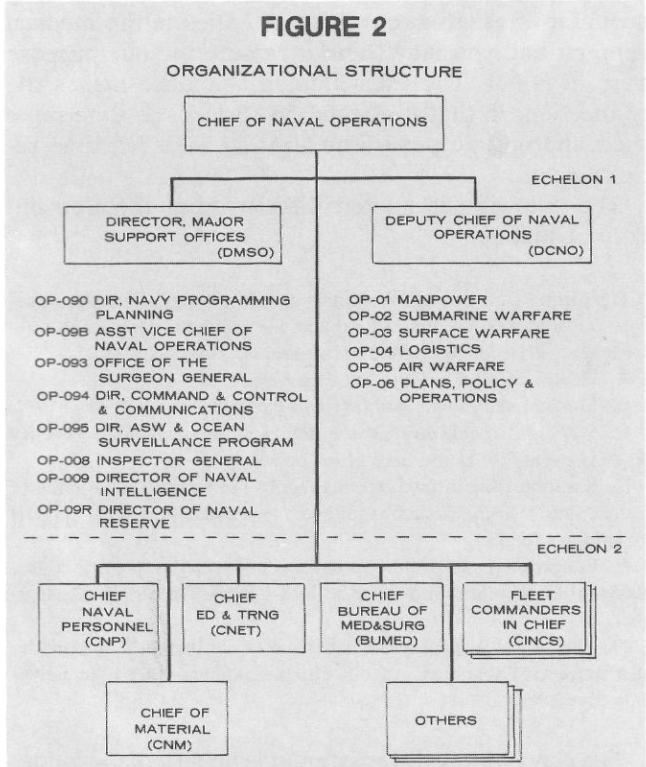 FIGURE 2
ORGANIZATIONAL STRUCTURE
CHIEF OF NAVAL OPERATIONS
ECHELON 1
DIRECTOR, MAJOR
SUPPORT OFFICES
(DMSO)
DEPUTY CHIEF OF NAVAL
OPERATIONS
(DCNO)
OP-090 DIR, NAVY PROGRAMMING
PLANNING
OP-09B ASST VICE CHIEF OF
NAVAL OPERATIONS
OP-093 OFFICE OF THE
SURGEON GENERAL
OP-094 DIR, COMMAND & CONTROL
& COMMUNICATIONS
OP-095 DIR, ASW & OCEAN
SURVEILLANCE PROGRAM
OP-008 INSPECTOR GENERAL
OP-009 DIRECTOR OF NAVAL
INTELLIGENCE
OP-09R DIRECTOR OF NAVAL
RESERVE
OP-01 MANPOWER
OP-02 SUBMARINE WARFARE
OP-03 SURFACE WARFARE
OP-04 LOGISTICS
OP-05 AIR WARFARE
OP-06 PLANS, POLICY &
OPERATIONS
ECHELON 2
CHIEF
NAVAL
PERSONNEL
(CNP)
CHIEF
ED & TRNG
(CNET)
CHIEF
BUREAU OF
MED&SURG
(BUMED)
FLEET
COMMANDERS
IN CHIEF
(CINCS)
CHIEF OF
MATERIAL
(CNM)
OTHERS